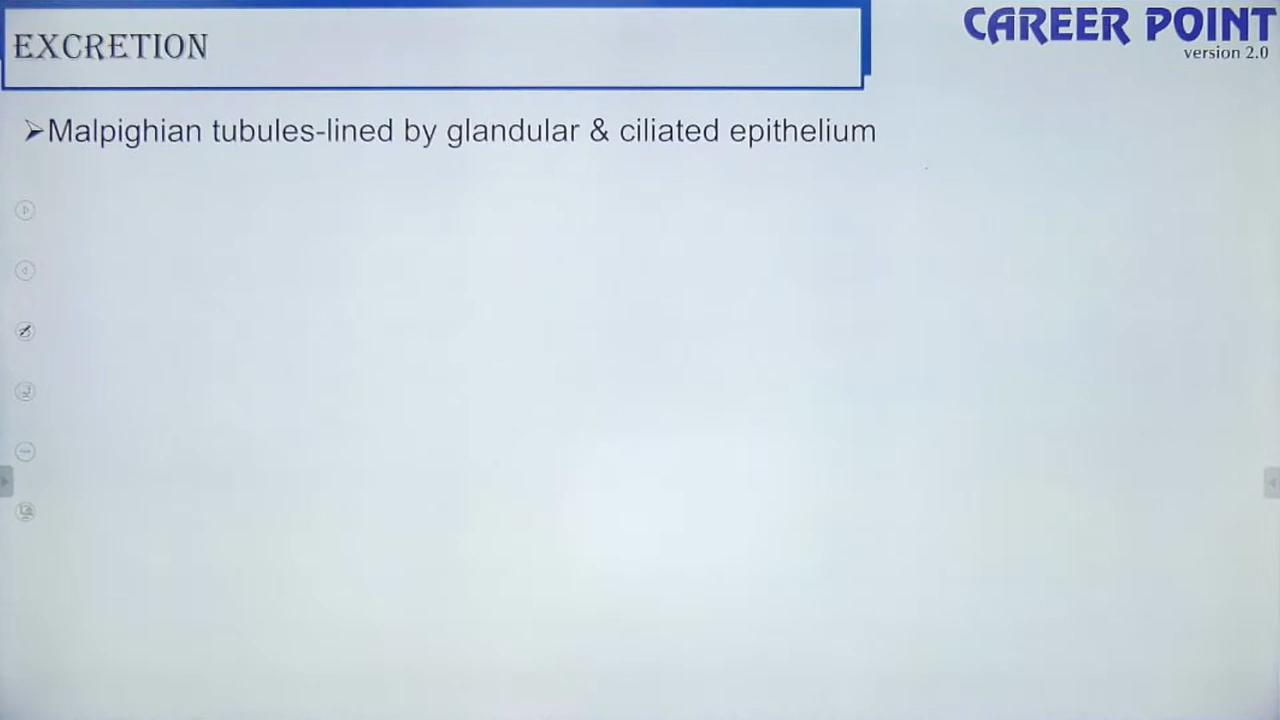 EXCRETION
CAREER POINT
version 2.0
➢Malpighian tubules-lined by glandular & ciliated epithelium